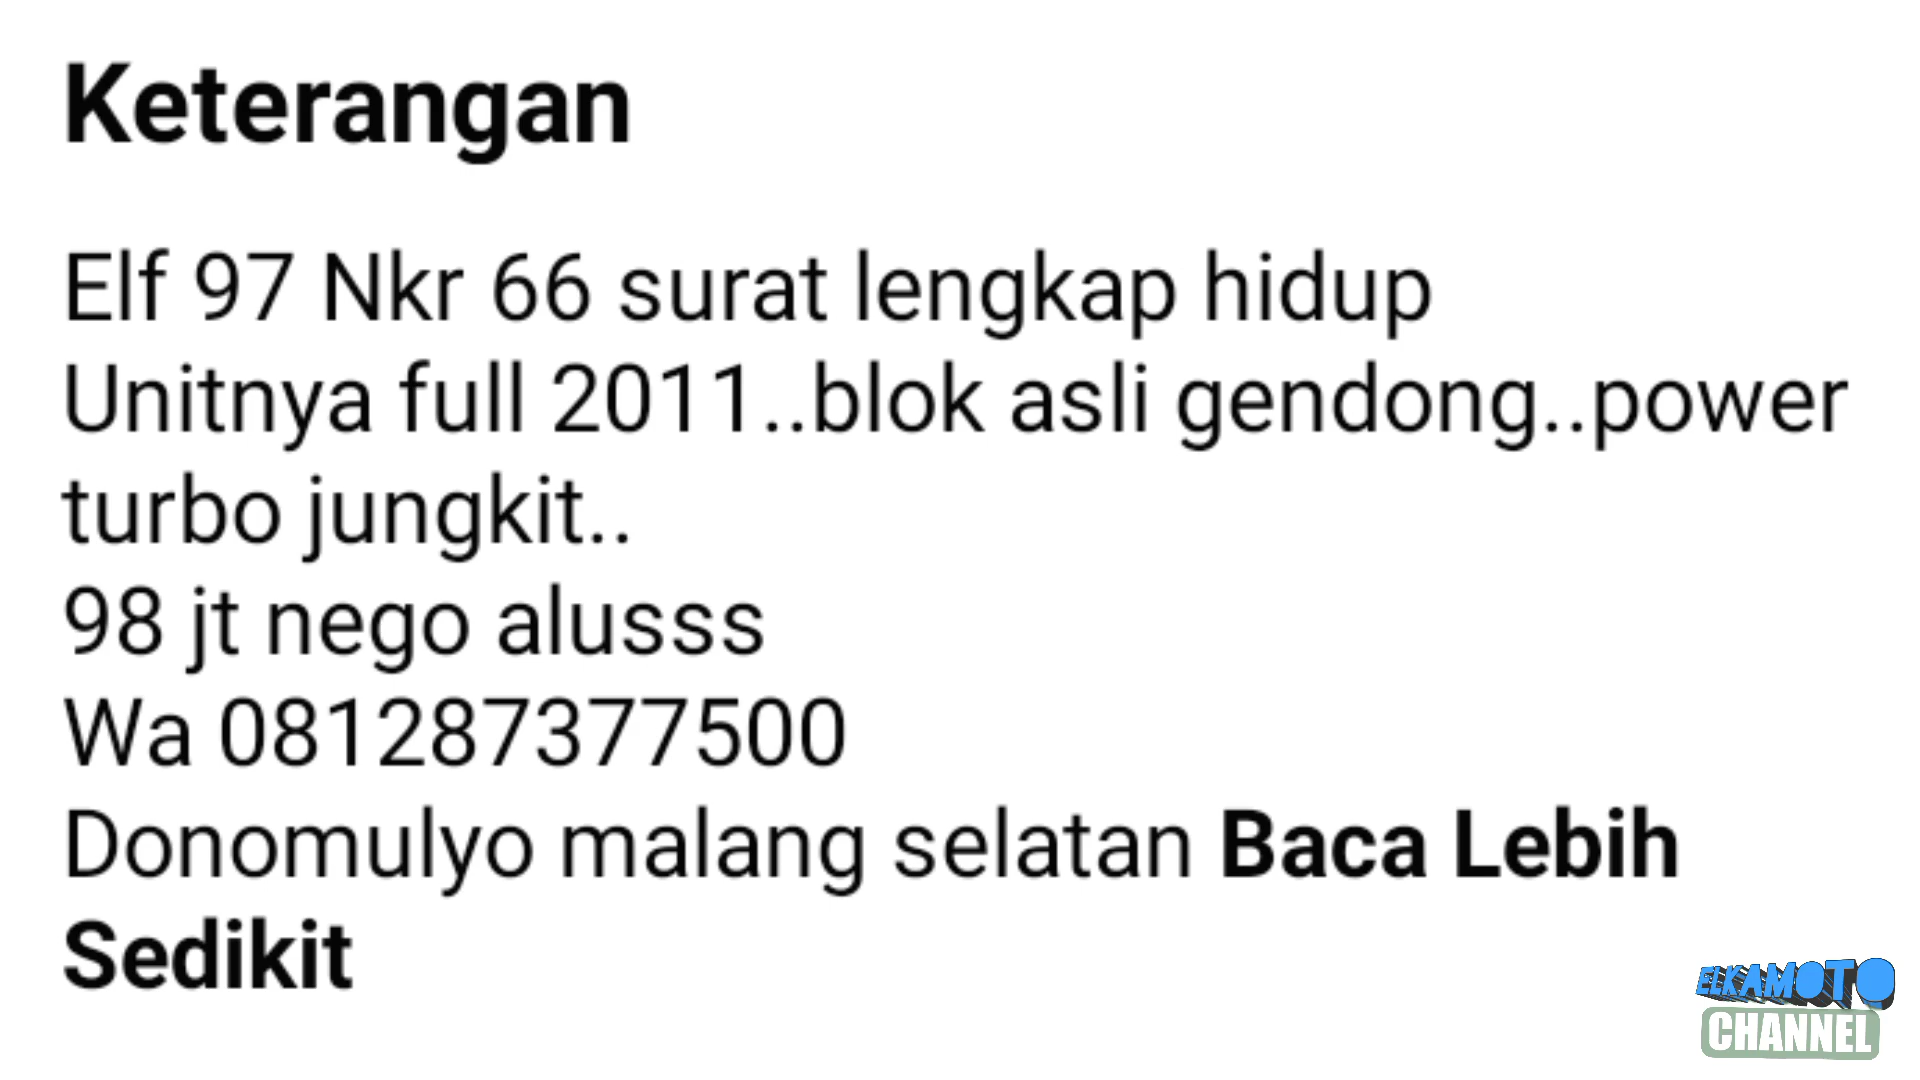 Keterangan
Elf 97 Nkr 66 surat lengkap hidup
Unitnya full 2011..blok asli gendong..power
turbo jungkit..
98 jt nego alusss
Wa 081287377500
Donomulyo malang selatan Baca Lebih
Sedikit
ELKAMOTO
CHANNEL